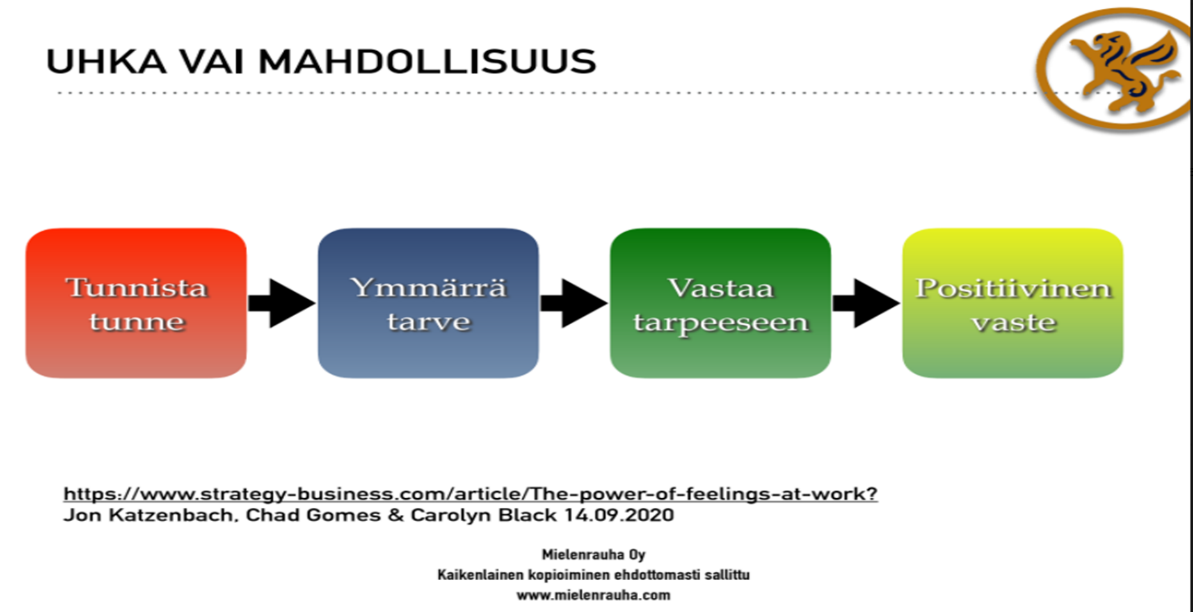 UHKA VAI MAHDOLLISUUS
Tunnista
tunne
Ymmärrä
tarve
Vastaa
tarpeeseen
Positiivinen
vaste
https://www.strategy-business.com/article/The-power-of-feelings-at-work?
Jon Katzenbach, Chad Gomes & Carolyn Black 14.09.2020
Mielenrauha Oy
Kaikenlainen kopioiminen ehdottomasti sallittu
www.mielenrauha.com